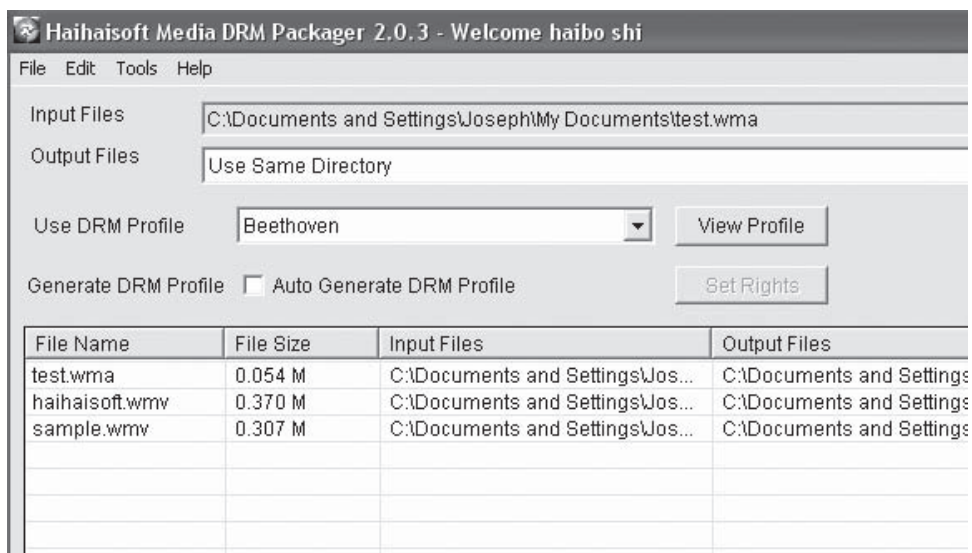 Haihaisoft Media DRM Packager 2.0.3 - Welcome haibo shi
File Edit Tools Help
Input Files C:\Documents and Settings\Joseph\My Documents\test.wma
Output Files Use Same Directory
Use DRM Profile Beethoven View Profile
Generate DRM Profile Auto Generate DRM Profile Set Rights
File Name File Size Input Files Output Files
test.wma 0.054 M C:\Documents and Settings\Jos... C:\Documents and Settings
haihaisoft.wmv 0.370 M C:\Documents and Settings\Jos... C:\Documents and Settings
sample.wmv 0.307 M C:\Documents and Settings\Jos... C:\Documents and Settings